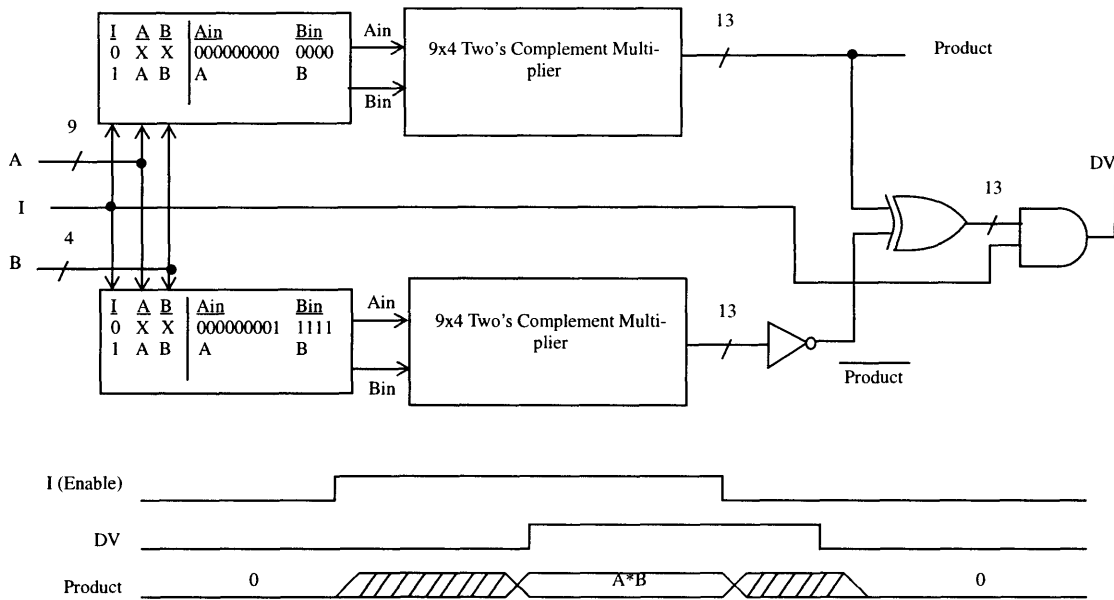 I A B Ain Bin
0 X X 000000000 0000
1 A B A B
Ain
Bin
9x4 Two's Complement Multi-
plier
13
Product
9
A
I
4
B
13
DV
I A B Ain Bin
0 X X 000000001 1111
1 A B A B
Ain
Bin
9x4 Two's Complement Multi-
plier
13
Product
I (Enable)
DV
Product
0
A*B
0